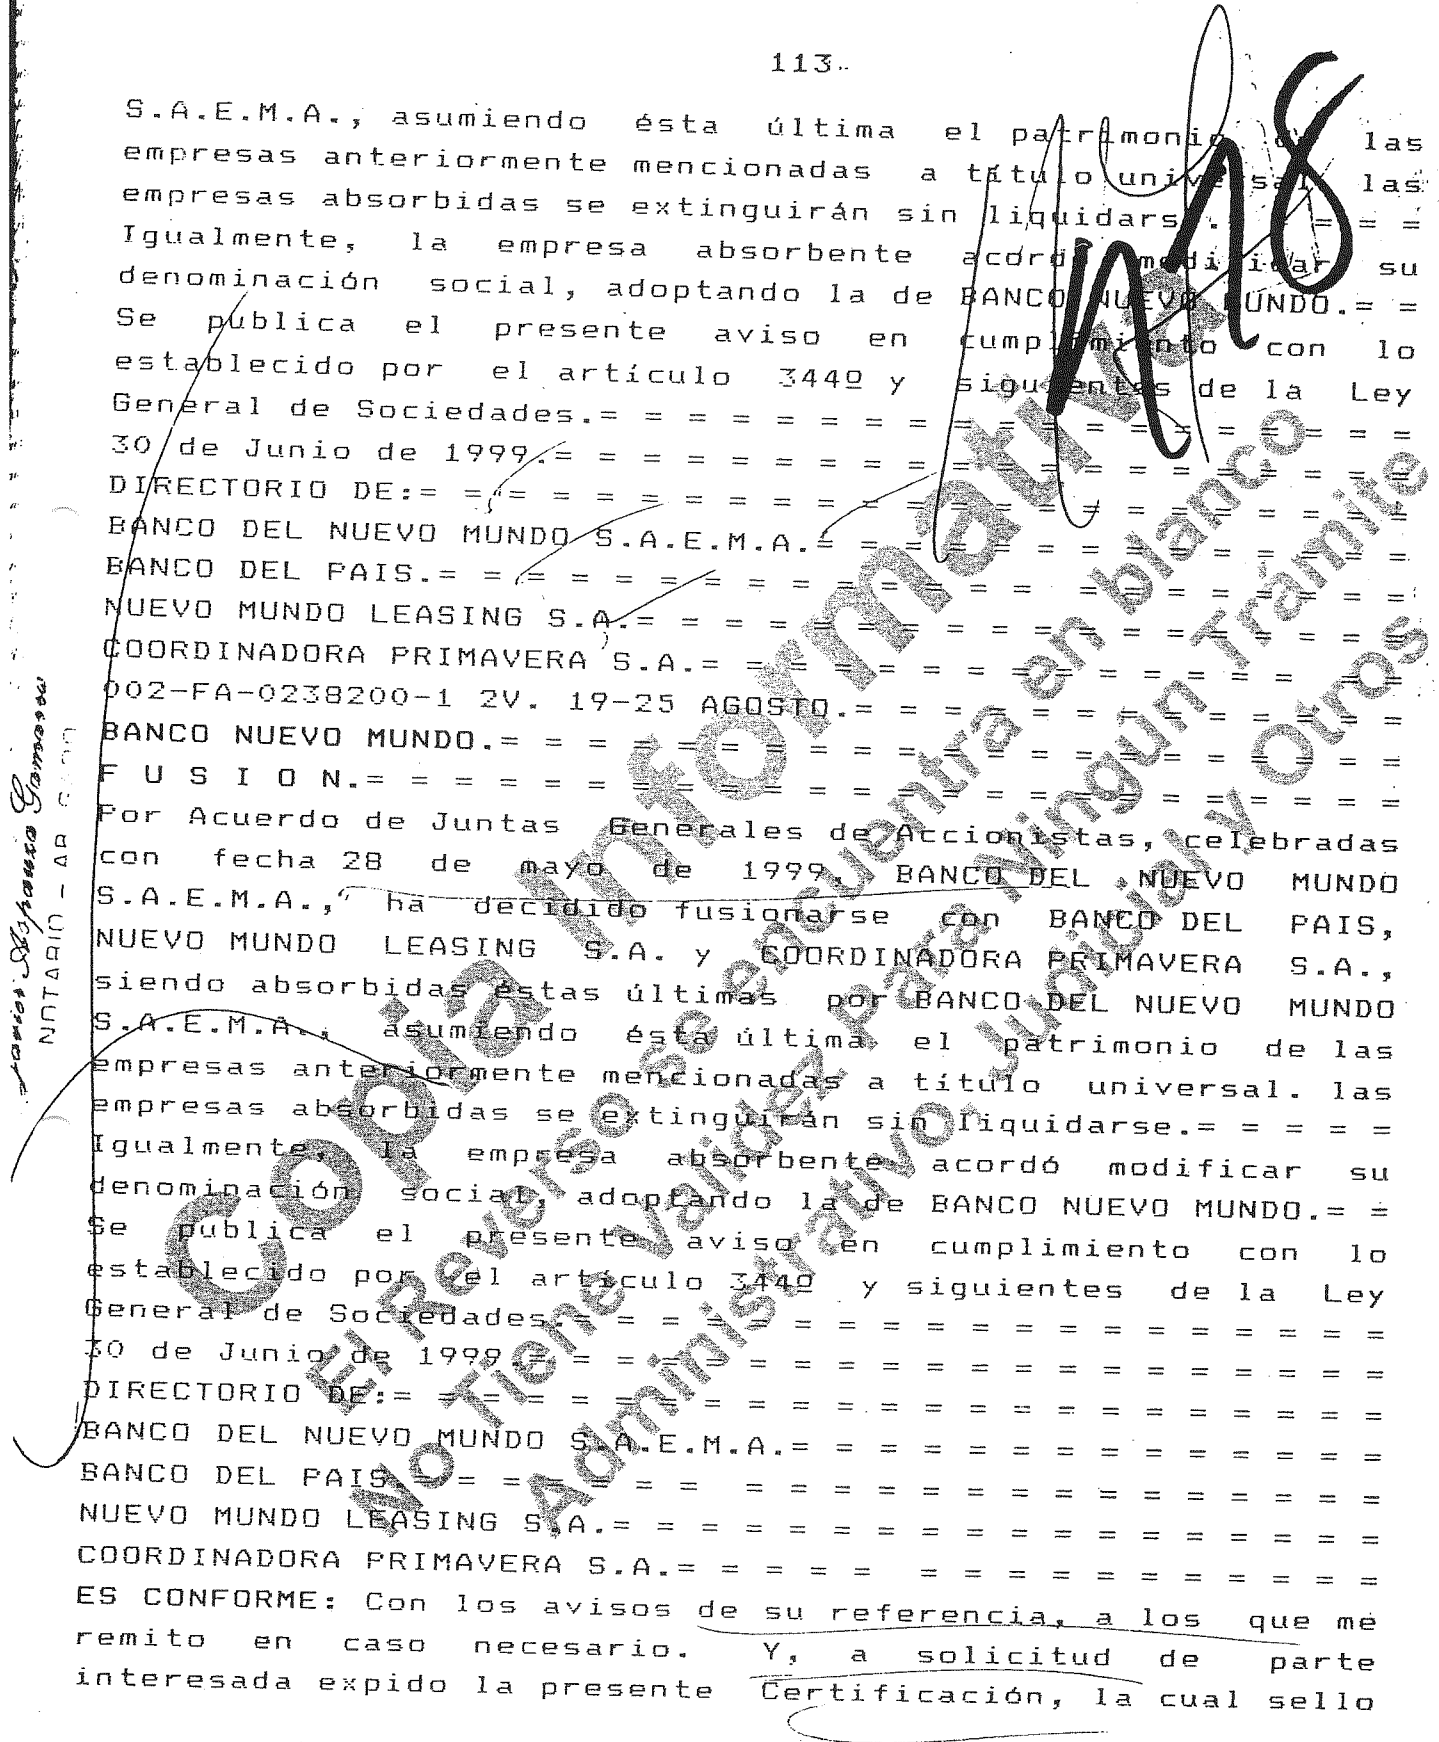 113
S.A.E.M.A., asumiendo ésta última el patrimonio de las
empresas anteriormente mencionadas a título universal las
empresas absorbidas se extinguirán sin liquidarse. = = =
Igualmente, la empresa absorbente acordó modificar su
denominación social, adoptando la de BANCO NUEVO MUNDO.= =
Se publica el presente aviso en cumplimiento con lo
establecido por el artículo 344º y siguientes de la Ley
General de Sociedades.= = = = = = = = = = = = = = = = = = =
30 de Junio de 1999.= = = = = = = = = = = = = = = = = = = =
DIRECTORIO DE:= = = = = = = = = = = = = = = = = = = = = = =
BANCO DEL NUEVO MUNDO S.A.E.M.A.= = = = = = = = = = = = = =
BANCO DEL PAIS.= = = = = = = = = = = = = = = = = = = = = =
NUEVO MUNDO LEASING S.A.= = = = = = = = = = = = = = = = = =
COORDINADORA PRIMAVERA S.A.= = = = = = = = = = = = = = = =
002-FA-0238200-1 2V. 19-25 AGOSTO.= = = = = = = = = = = = =
BANCO NUEVO MUNDO.= = = = = = = = = = = = = = = = = = = = =
F U S I O N.= = = = = = = = = = = = = = = = = = = = = = = =
Por Acuerdo de Juntas Generales de Accionistas, celebradas
con fecha 28 de mayo de 1999, BANCO DEL NUEVO MUNDO
S.A.E.M.A., ha decidido fusionarse con BANCO DEL PAIS,
NUEVO MUNDO LEASING S.A. y COORDINADORA PRIMAVERA S.A.,
siendo absorbidas éstas últimas por BANCO DEL NUEVO MUNDO
S.A.E.M.A., asumiendo ésta última el patrimonio de las
empresas anteriormente mencionadas a título universal. las
empresas absorbidas se extinguirán sin liquidarse.= = = = =
Igualmente, la empresa absorbente acordó modificar su
denominación social, adoptando la de BANCO NUEVO MUNDO.= =
Se publica el presente aviso en cumplimiento con lo
establecido por el artículo 344º y siguientes de la Ley
General de Sociedades.= = = = = = = = = = = = = = = = = = =
30 de Junio de 1999.= = = = = = = = = = = = = = = = = = = =
DIRECTORIO DE:= = = = = = = = = = = = = = = = = = = = = = =
BANCO DEL NUEVO MUNDO S.A.E.M.A.= = = = = = = = = = = = = =
BANCO DEL PAIS.= = = = = = = = = = = = = = = = = = = = = =
NUEVO MUNDO LEASING S.A.= = = = = = = = = = = = = = = = = =
COORDINADORA PRIMAVERA S.A.= = = = = = = = = = = = = = = =
ES CONFORME: Con los avisos de su referencia, a los que me
remito en caso necesario. Y, a solicitud de parte
interesada expido la presente Certificación, la cual sello
Copia Informativa
El Reverso se encuentra en blanco
No Tiene Validez Para Ningún Trámite
Administrativo, Judicial y Otros
NOTARIO